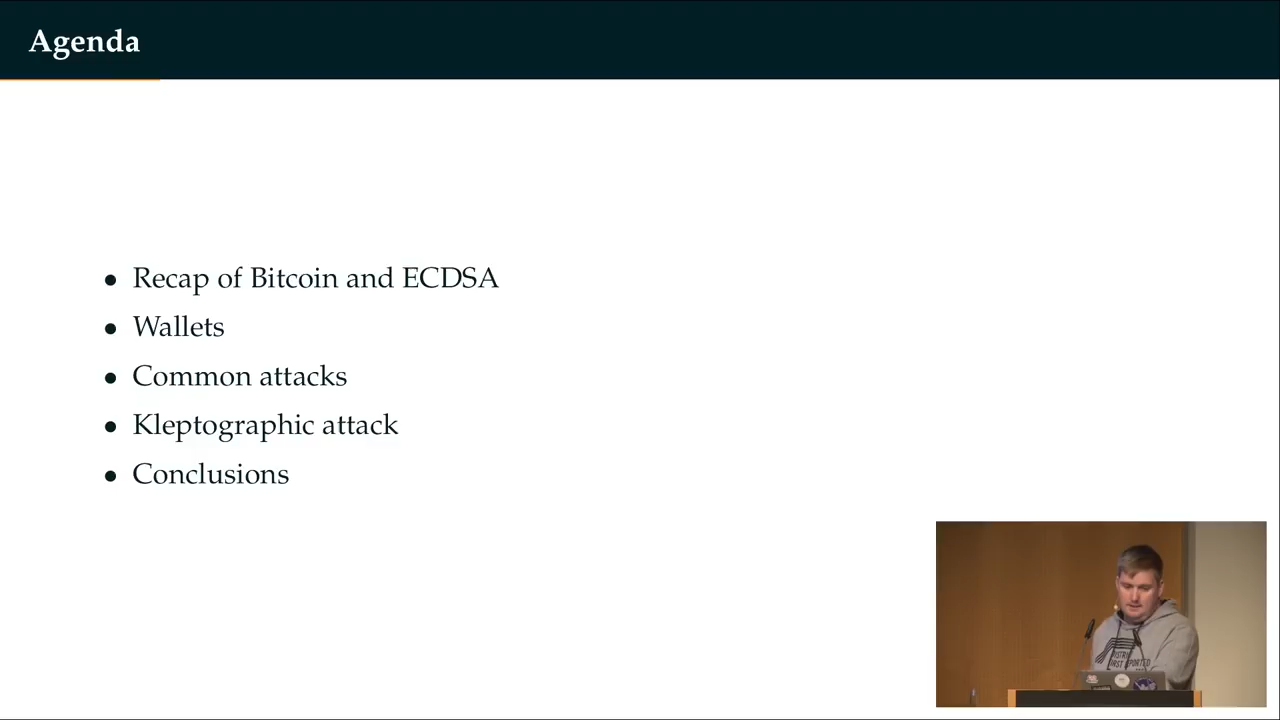 Agenda
• Recap of Bitcoin and ECDSA
• Wallets
• Common attacks
• Kleptographic attack
• Conclusions